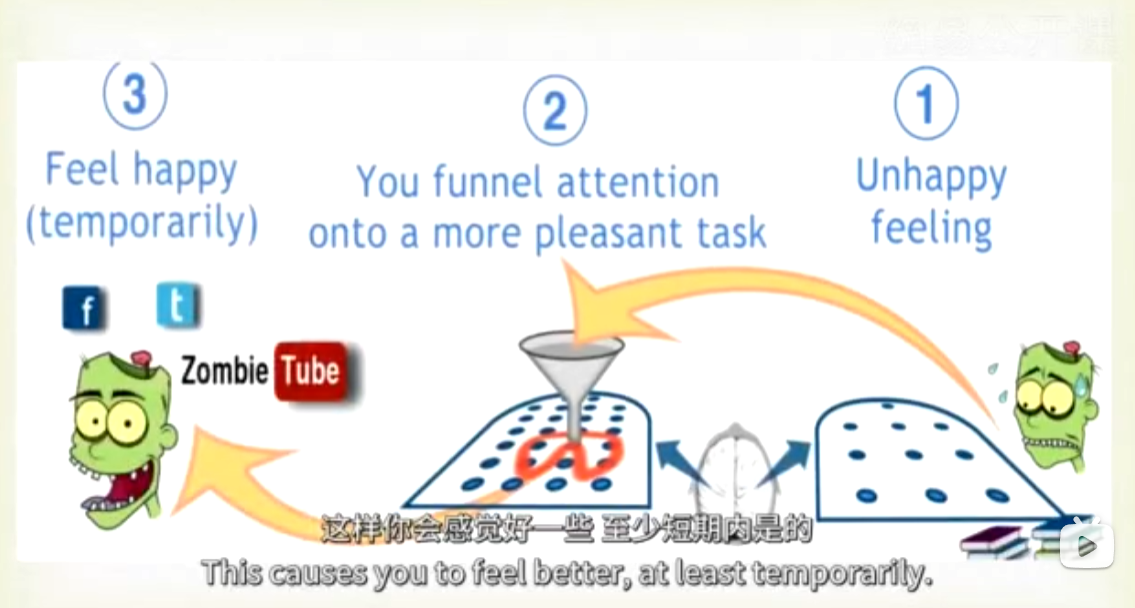 3
Feel happy
(temporarily)
2
You funnel attention
onto a more pleasant task
1
Unhappy
feeling
f
t
Zombie Tube
这样你会感觉好一些 至少短期内是的
This causes you to feel better, at least temporarily.